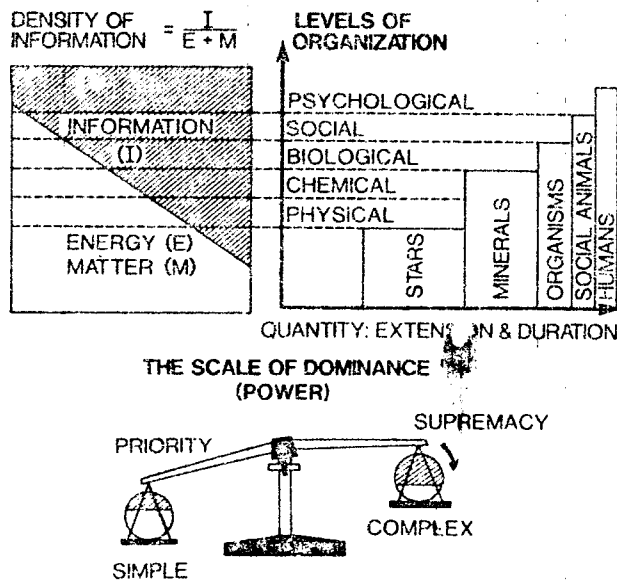 DENSITY OF
INFORMATION = I
E + M
LEVELS OF
ORGANIZATION
PSYCHOLOGICAL
INFORMATION
(I)
SOCIAL
BIOLOGICAL
CHEMICAL
PHYSICAL
ENERGY (E)
MATTER (M)
STARS
MINERALS
ORGANISMS
SOCIAL ANIMALS
HUMANS
QUANTITY: EXTENSION & DURATION
THE SCALE OF DOMINANCE
(POWER)
SUPREMACY
PRIORITY
COMPLEX
SIMPLE